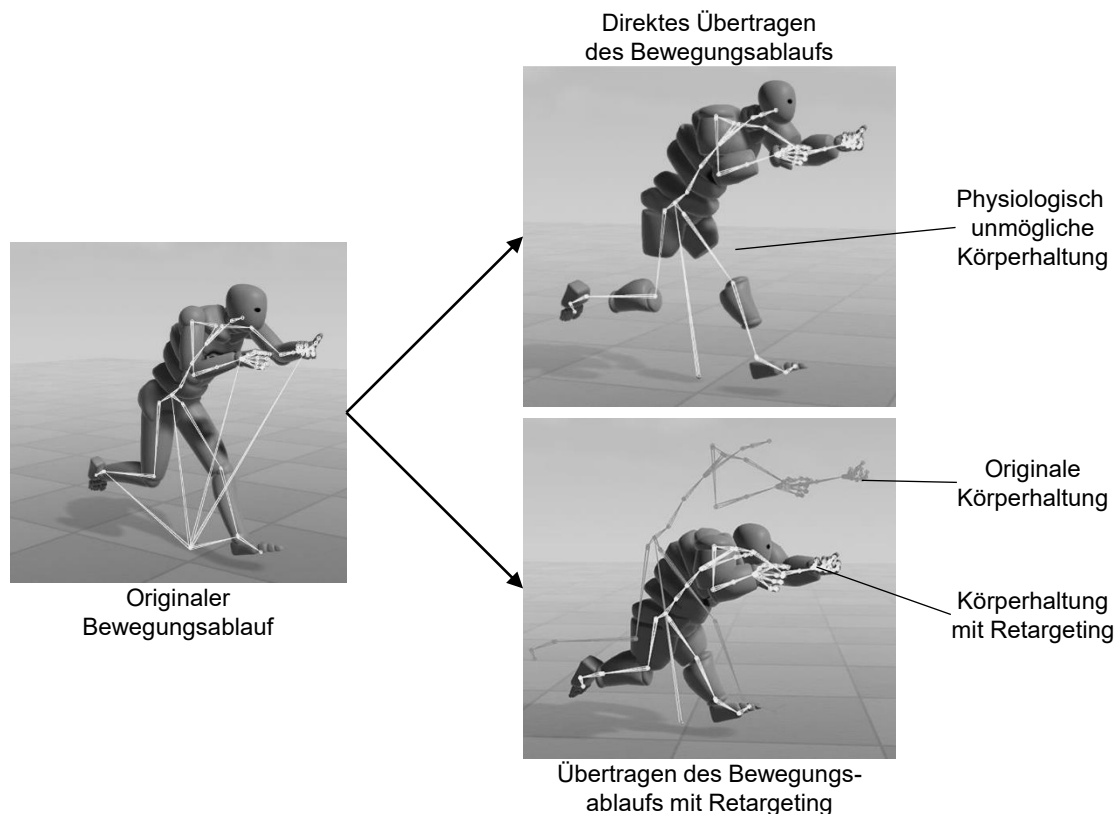 Direktes Übertragen
des Bewegungsablaufs
Physiologisch
unmögliche
Körperhaltung
Originaler
Bewegungsablauf
Originale
Körperhaltung
Körperhaltung
mit Retargeting
Übertragen des Bewegungs-
ablaufs mit Retargeting